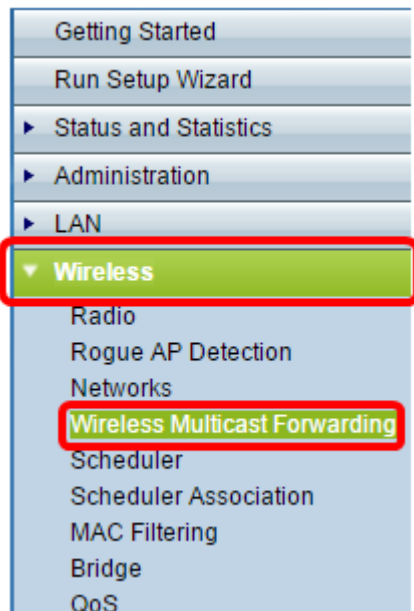 Getting Started
Run Setup Wizard
Status and Statistics
Administration
LAN
Wireless
Radio
Rogue AP Detection
Networks
Wireless Multicast Forwarding
Scheduler
Scheduler Association
MAC Filtering
Bridge
QoS